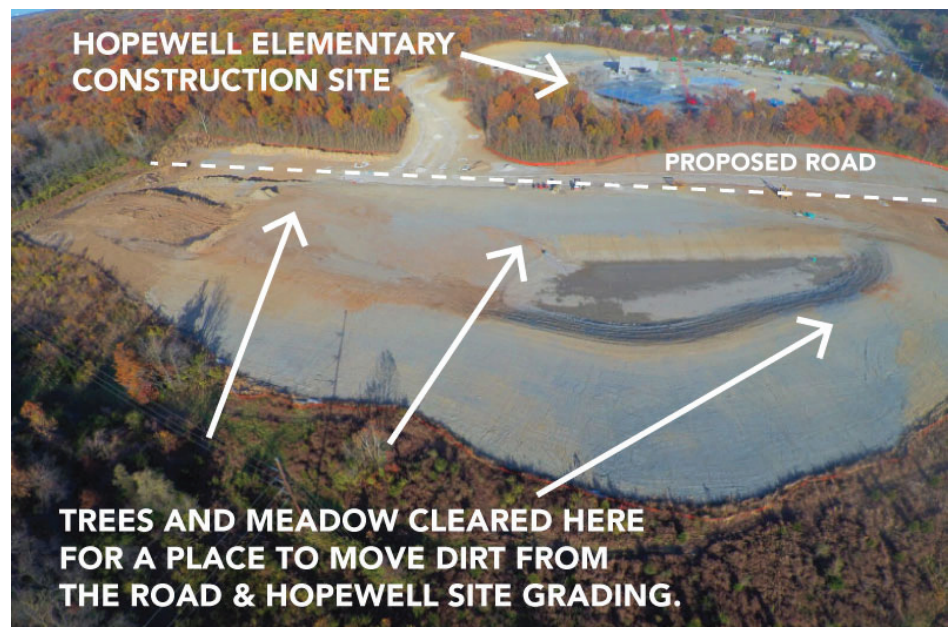 HOPEWELL ELEMENTARY
CONSTRUCTION SITE
PROPOSED ROAD
TREES AND MEADOW CLEARED HERE
FOR A PLACE TO MOVE DIRT FROM
THE ROAD & HOPEWELL SITE GRADING.